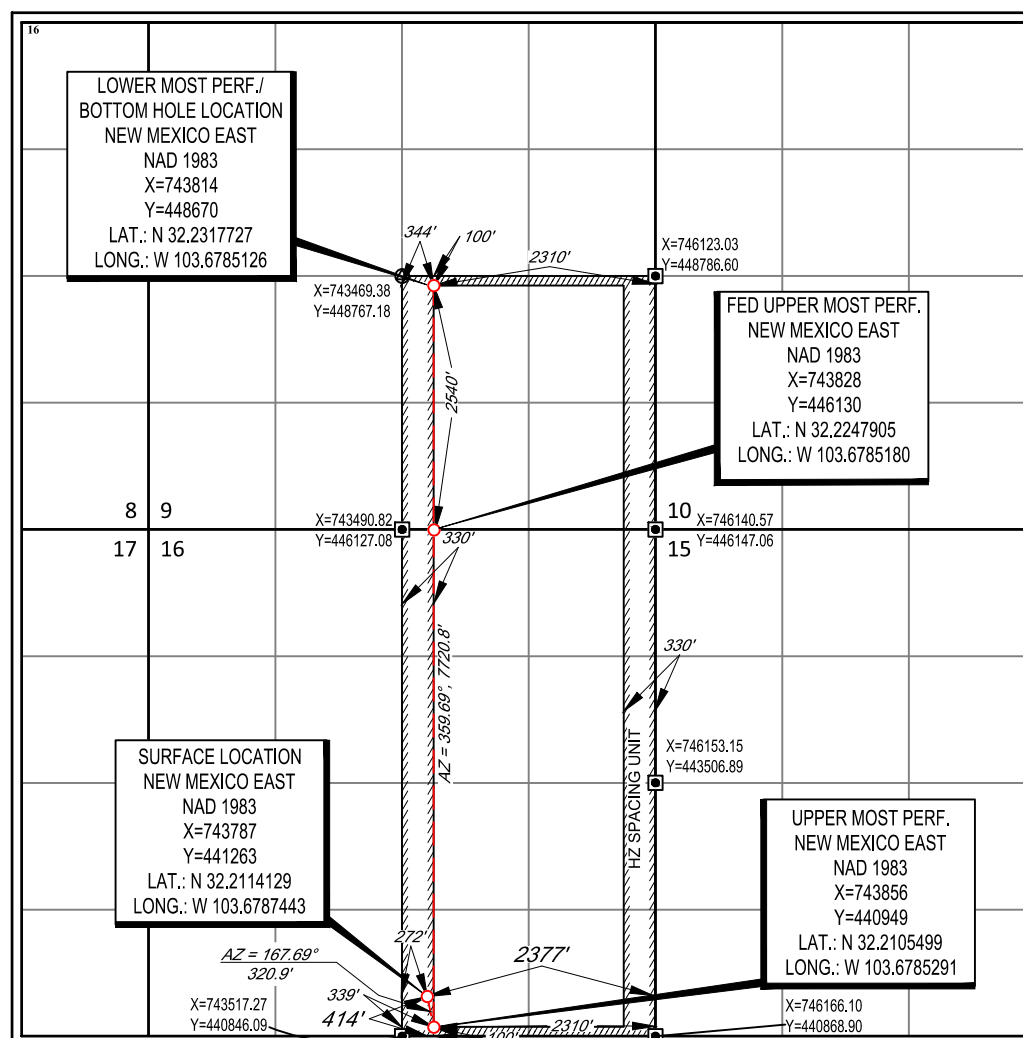 16
LOWER MOST PERF./
BOTTOM HOLE LOCATION
NEW MEXICO EAST
NAD 1983
X=743814
Y=448670
LAT.: N 32.2317727
LONG.: W 103.6785126
344'
100'
2310'
X=746123.03
Y=448786.60
X=743469.38
Y=448767.18
FED UPPER MOST PERF.
NEW MEXICO EAST
NAD 1983
X=743828
Y=446130
LAT.: N 32.2247905
LONG.: W 103.6785180
2540'
8 9
17 16
X=743490.82
Y=446127.08
10
15
X=746140.57
Y=446147.06
330'
AZ = 359.69°, 7720.8'
330'
HZ SPACING UNIT
X=746153.15
Y=443506.89
SURFACE LOCATION
NEW MEXICO EAST
NAD 1983
X=743787
Y=441263
LAT.: N 32.2114129
LONG.: W 103.6787443
UPPER MOST PERF.
NEW MEXICO EAST
NAD 1983
X=743856
Y=440949
LAT.: N 32.2105499
LONG.: W 103.6785291
272'
2377'
AZ = 167.69°
320.9'
339'
414'
X=743517.27
Y=440846.09
2310'
100'
X=746166.10
Y=440868.90